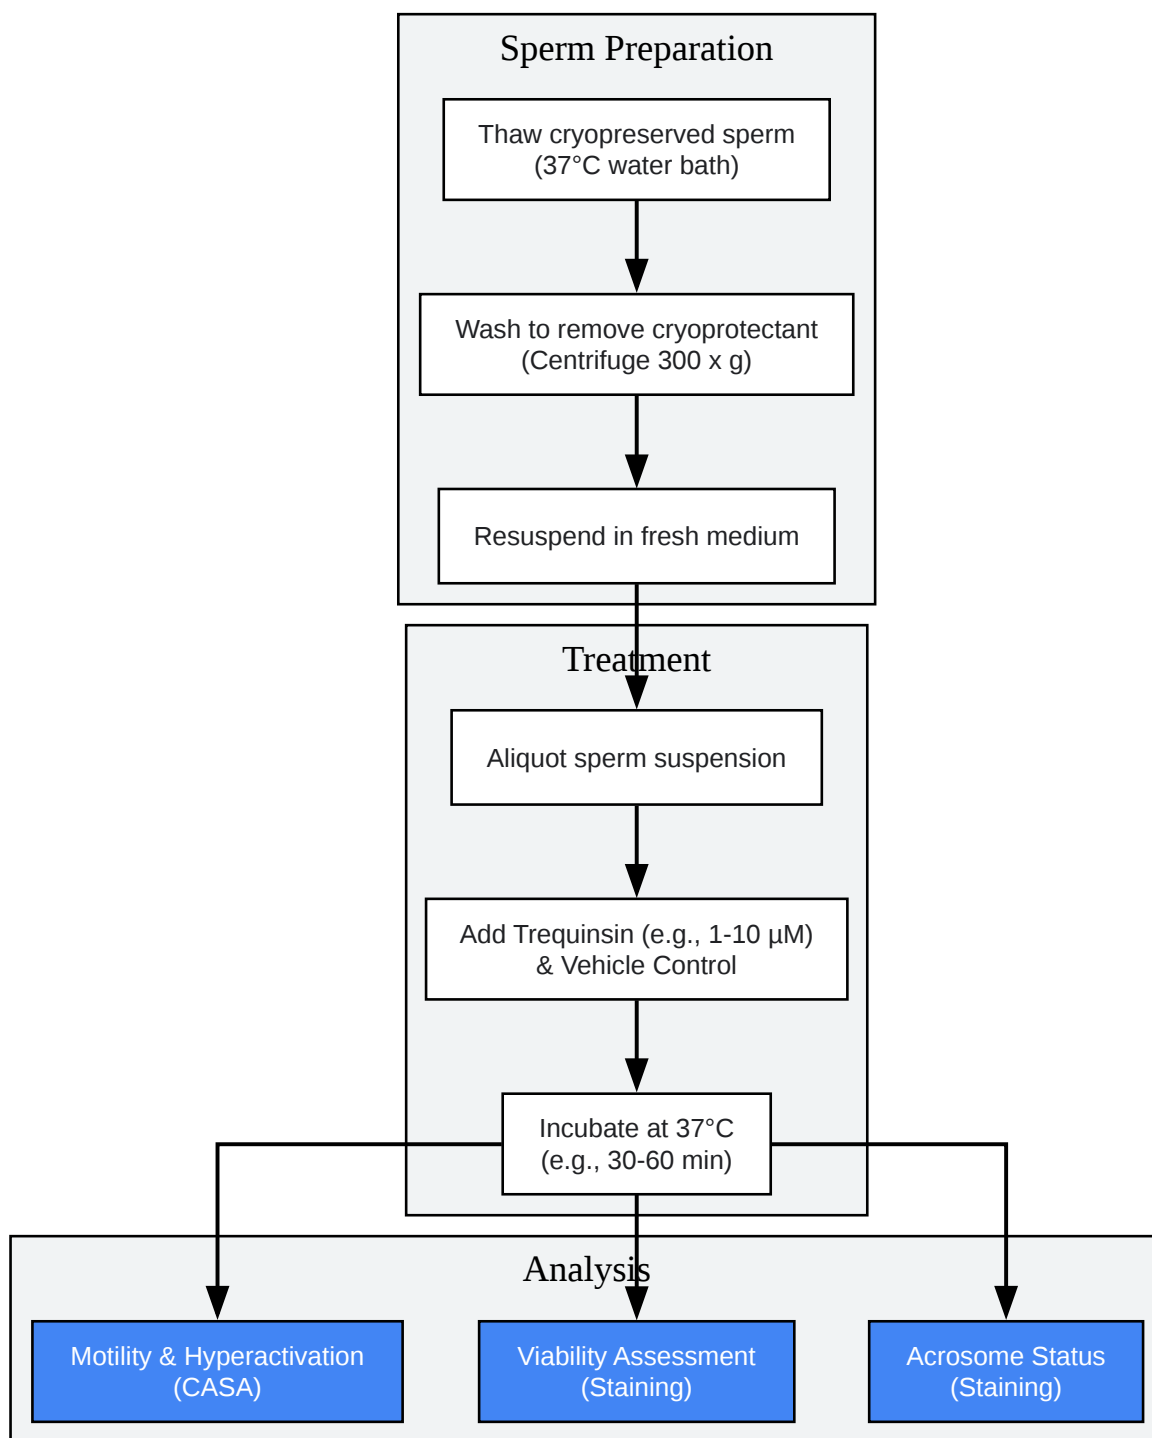 Sperm Preparation
Thaw cryopreserved sperm
(37°C water bath)
Wash to remove cryoprotectant
(Centrifuge 300 x g)
Resuspend in fresh medium
Treatment
Aliquot sperm suspension
Add Trequinsin (e.g., 1-10 µM)
& Vehicle Control
Incubate at 37°C
(e.g., 30-60 min)
Analysis
Motility & Hyperactivation
(CASA)
Viability Assessment
(Staining)
Acrosome Status
(Staining)